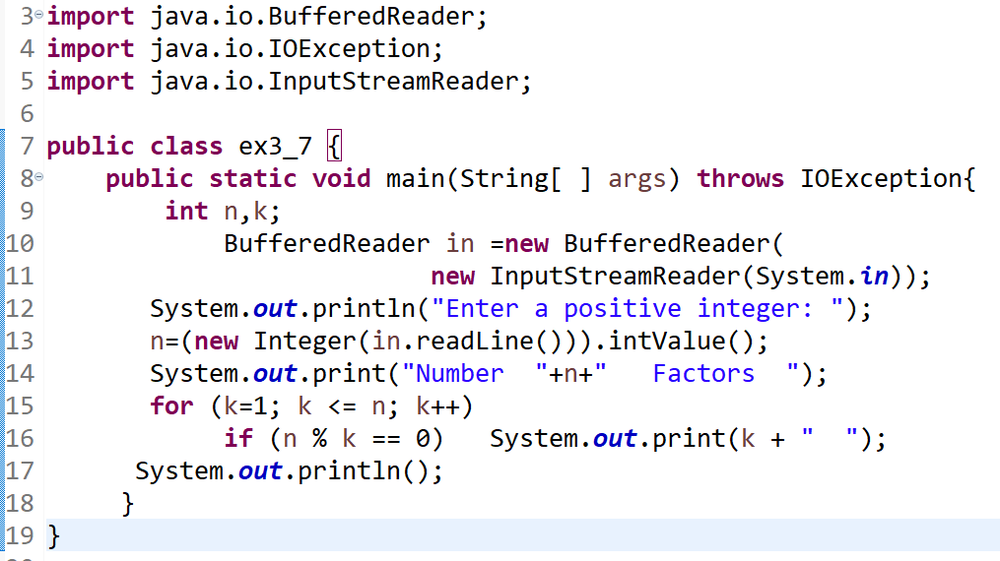 3 import java.io.BufferedReader;
4 import java.io.IOException;
5 import java.io.InputStreamReader;
6
7 public class ex3_7 {
8     public static void main(String[ ] args) throws IOException{
9         int n,k;
10             BufferedReader in =new BufferedReader(
11                           new InputStreamReader(System.in));
12        System.out.println("Enter a positive integer: ");
13        n=(new Integer(in.readLine())).intValue();
14        System.out.print("Number  "+n+"   Factors  ");
15        for (k=1; k <= n; k++)
16             if (n % k == 0)   System.out.print(k + "  ");
17       System.out.println();
18      }
19 }